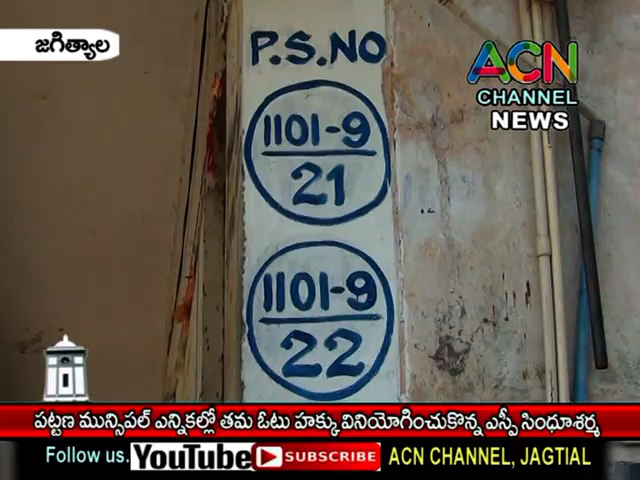 జగిత్యాల
P.S.NO
1101-9
21
1101-9
22
ACN
CHANNEL
NEWS
పట్టణ మున్సిపల్ ఎన్నికల్లో తమ ఓటు హక్కు వినియోగించుకొన్న ఎస్పీ సింధూశర్మ
Follow us. YouTube SUBSCRIBE ACN CHANNEL, JAGTIAL